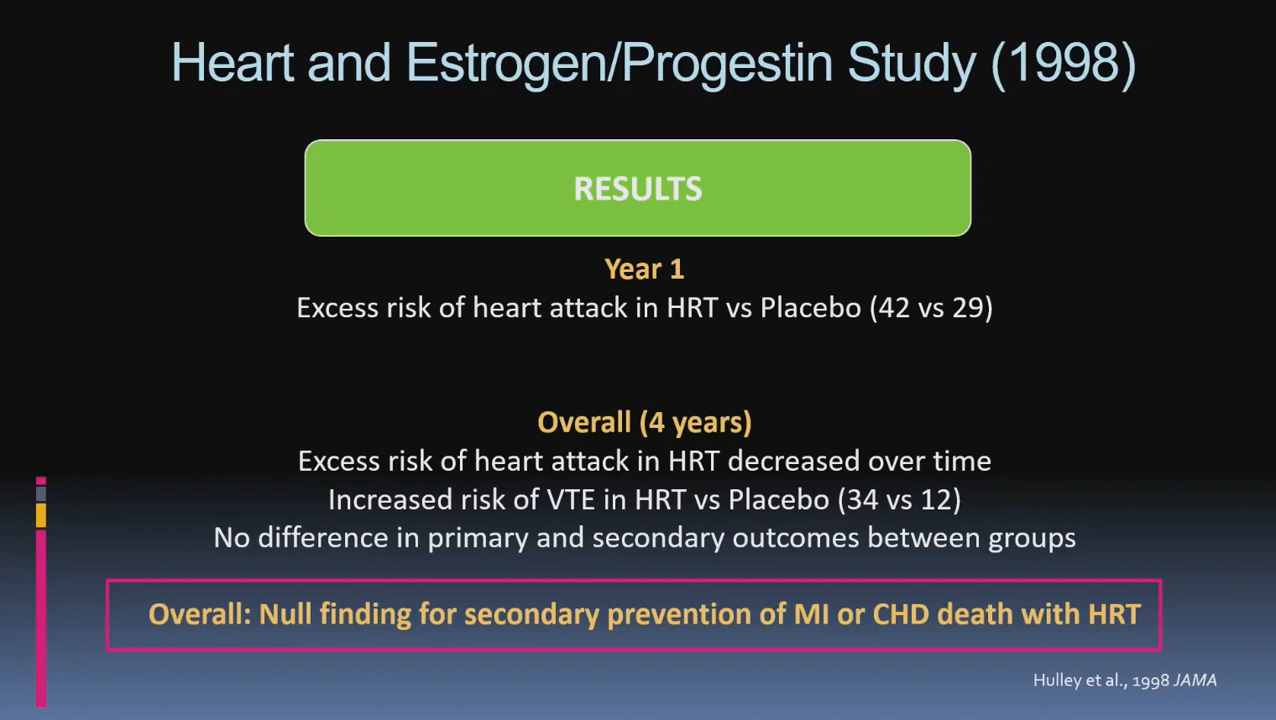 Heart and Estrogen/Progestin Study (1998)
RESULTS
Year 1
Excess risk of heart attack in HRT vs Placebo (42 vs 29)
Overall (4 years)
Excess risk of heart attack in HRT decreased over time
Increased risk of VTE in HRT vs Placebo (34 vs 12)
No difference in primary and secondary outcomes between groups
Overall: Null finding for secondary prevention of MI or CHD death with HRT
Hulley et al., 1998 JAMA